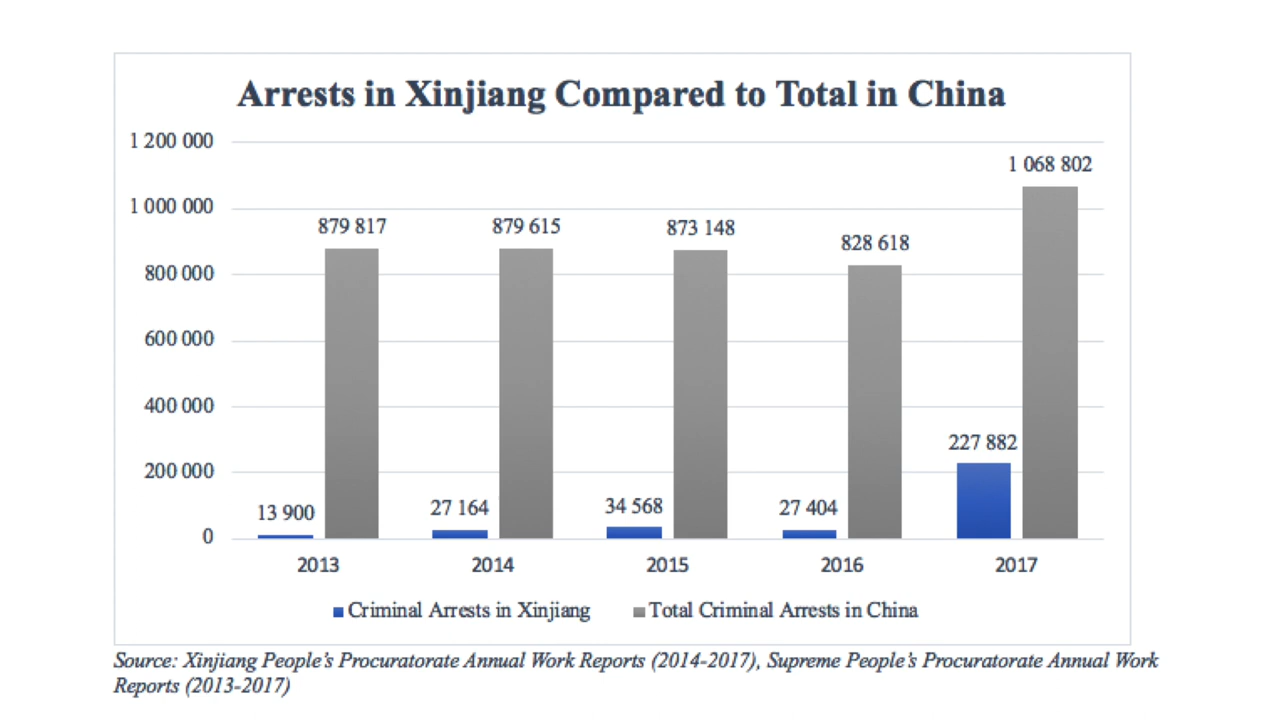 Arrests in Xinjiang Compared to Total in China
1 200 000
1 000 000
800 000
600 000
400 000
200 000
0
13 900
879 817
27 164
879 615
34 568
873 148
27 404
828 618
227 882
1 068 802
2013
2014
2015
2016
2017
Criminal Arrests in Xinjiang
Total Criminal Arrests in China
Source: Xinjiang People’s Procuratorate Annual Work Reports (2014-2017), Supreme People’s Procuratorate Annual Work
Reports (2013-2017)